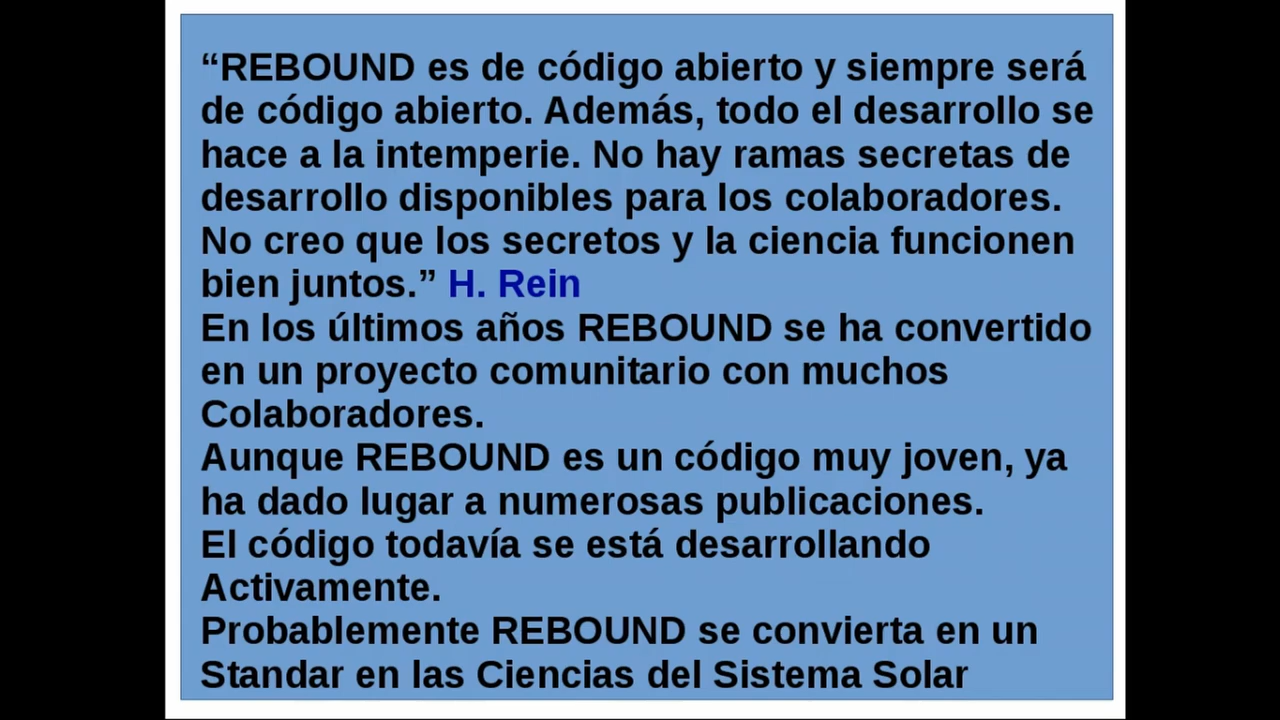 “REBOUND es de código abierto y siempre será
de código abierto. Además, todo el desarrollo se
hace a la intemperie. No hay ramas secretas de
desarrollo disponibles para los colaboradores.
No creo que los secretos y la ciencia funcionen
bien juntos.” H. Rein
En los últimos años REBOUND se ha convertido
en un proyecto comunitario con muchos
Colaboradores.
Aunque REBOUND es un código muy joven, ya
ha dado lugar a numerosas publicaciones.
El código todavía se está desarrollando
Activamente.
Probablemente REBOUND se convierta en un
Standar en las Ciencias del Sistema Solar